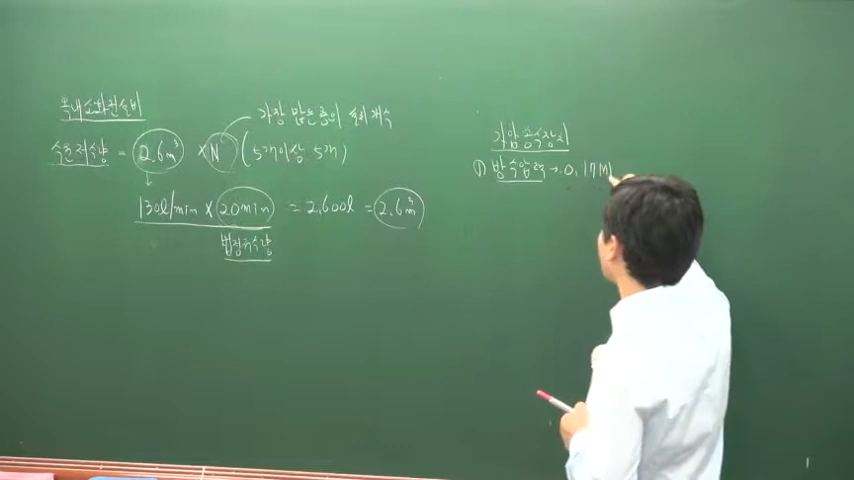 옥내소화전설비
수원저수량 = 2.6m³ × N (5개이상 5개)
가장 많은층의 설치개수
130l/min × 20min = 2,600l = 2.6m³
법정방수량
가압송수장치
① 방수압력 → 0.17M